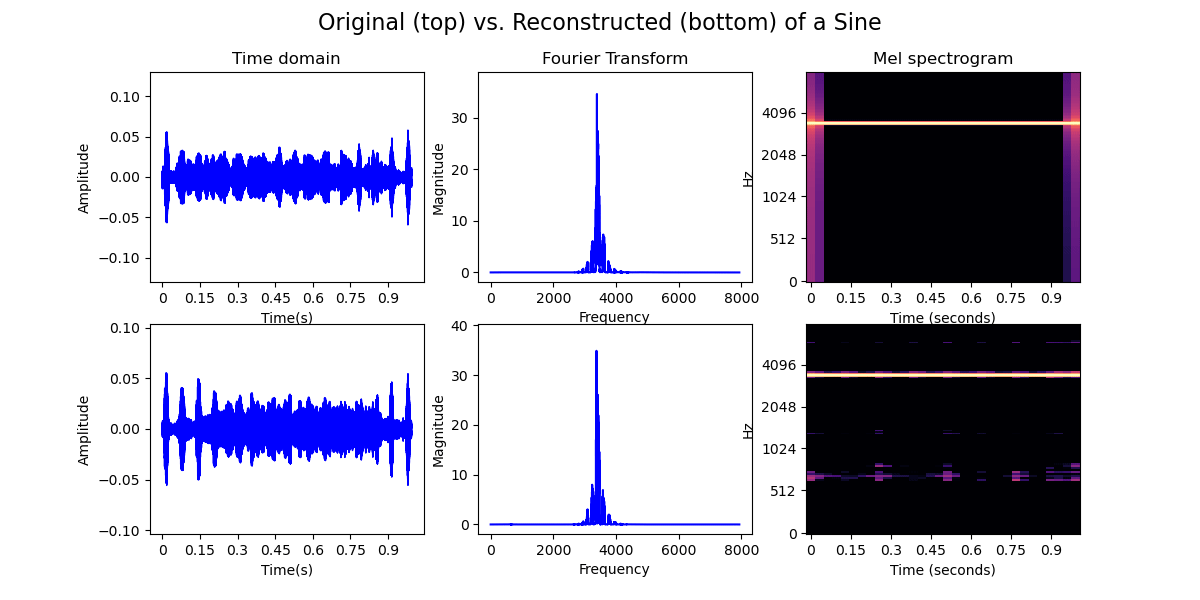 Original (top) vs. Reconstructed (bottom) of a Sine
Time domain
Fourier Transform
Mel spectrogram
Amplitude
0.10
0.05
0.00
−0.05
−0.10
0 0.15 0.3 0.45 0.6 0.75 0.9
Time(s)
Magnitude
30
20
10
0
0 2000 4000 6000 8000
Frequency
Hz
4096
2048
1024
512
0
0 0.15 0.3 0.45 0.6 0.75 0.9
Time (seconds)
Amplitude
0.10
0.05
0.00
−0.05
−0.10
0 0.15 0.3 0.45 0.6 0.75 0.9
Time(s)
Magnitude
40
30
20
10
0
0 2000 4000 6000 8000
Frequency
Hz
4096
2048
1024
512
0
0 0.15 0.3 0.45 0.6 0.75 0.9
Time (seconds)